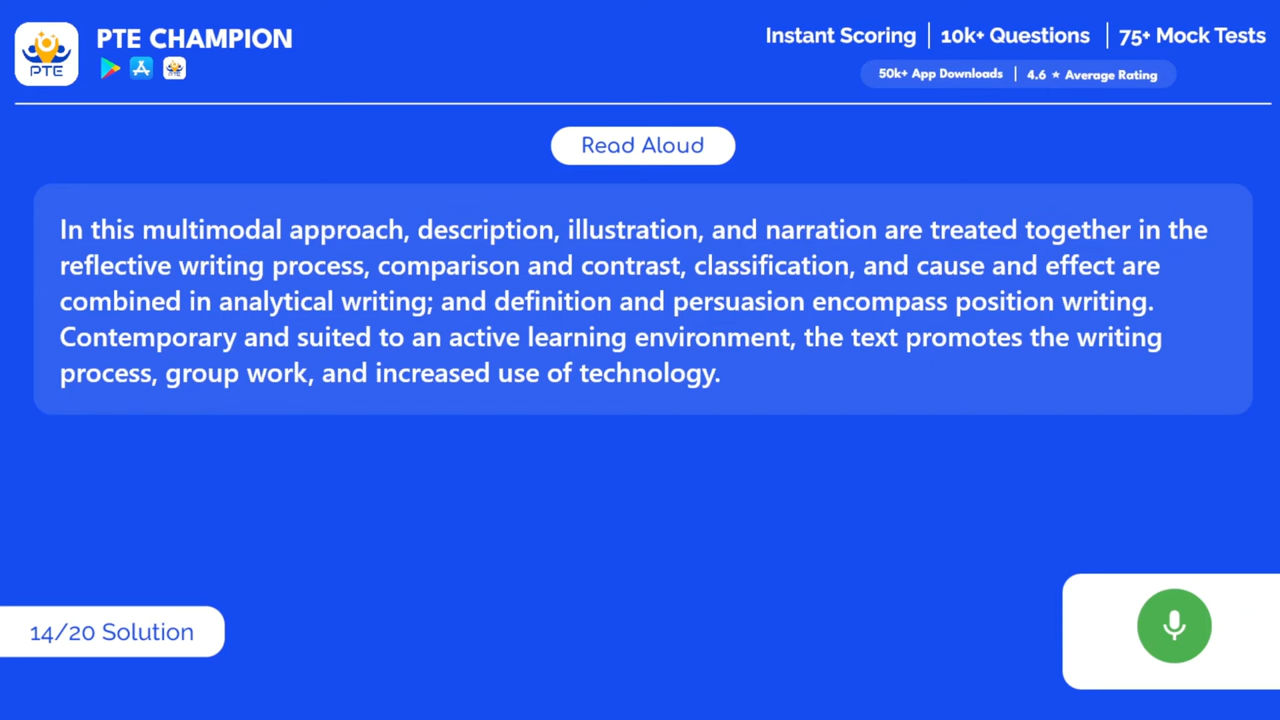 PTE CHAMPION
PTE
PTE
Instant Scoring | 10k+ Questions | 75+ Mock Tests
50k+ App Downloads | 4.6 ★ Average Rating
Read Aloud
In this multimodal approach, description, illustration, and narration are treated together in the
reflective writing process, comparison and contrast, classification, and cause and effect are
combined in analytical writing; and definition and persuasion encompass position writing.
Contemporary and suited to an active learning environment, the text promotes the writing
process, group work, and increased use of technology.
14/20 Solution